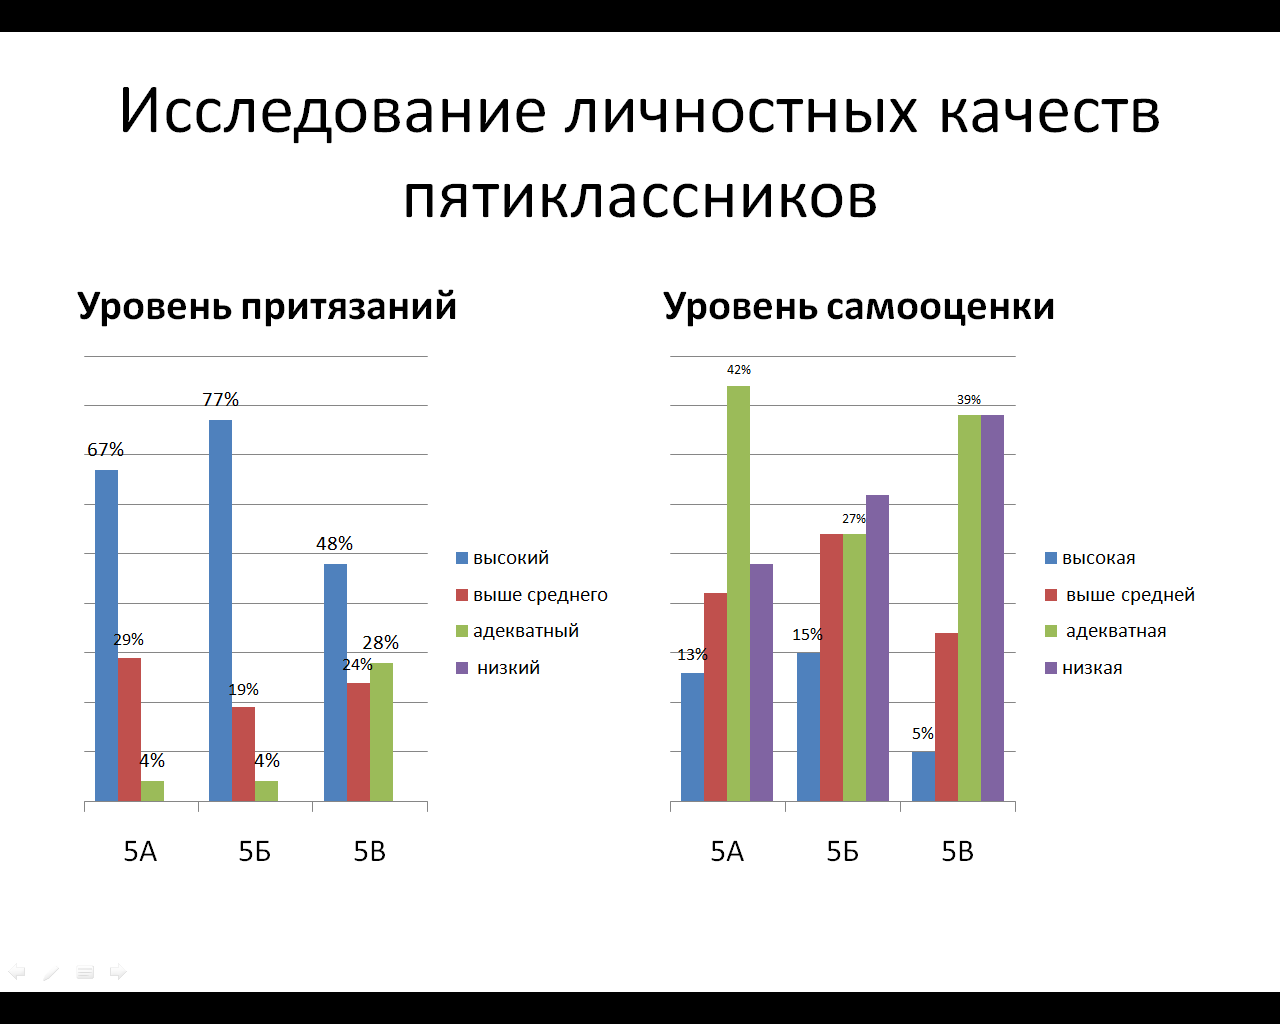 Исследование личностных качеств
пятиклассников
Уровень притязаний
67%
29%
4%
77%
19%
4%
48%
24%
28%
5А
5Б
5В
высокий
выше среднего
адекватный
низкий
Уровень самооценки
13%
42%
15%
27%
5%
39%
5А
5Б
5В
высокая
выше средней
адекватная
низкая